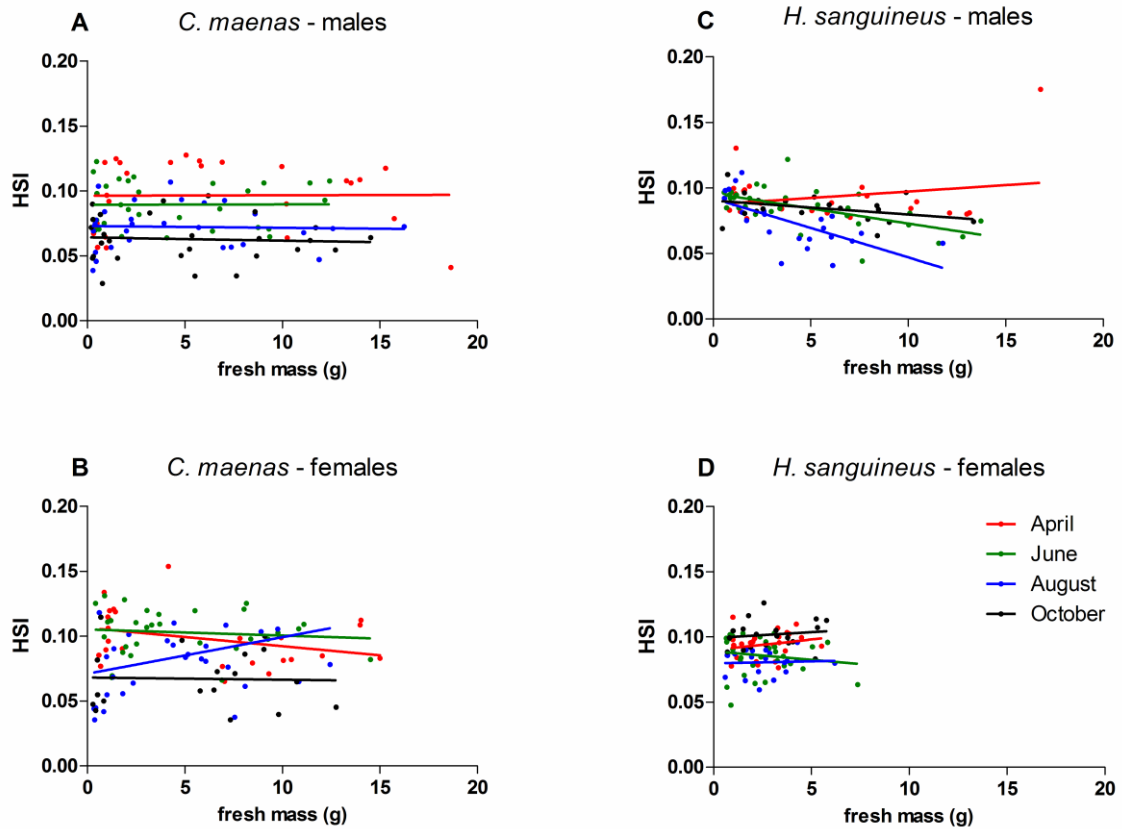 A C. maenas - males
0.20
0.15
0.10
0.05
0.00
HSI
0 5 10 15 20
fresh mass (g)
C H. sanguineus - males
0.20
0.15
0.10
0.05
0.00
HSI
0 5 10 15 20
fresh mass (g)
B C. maenas - females
0.20
0.15
0.10
0.05
0.00
HSI
0 5 10 15 20
fresh mass (g)
D H. sanguineus - females
0.20
0.15
0.10
0.05
0.00
HSI
April
June
August
October
0 5 10 15 20
fresh mass (g)